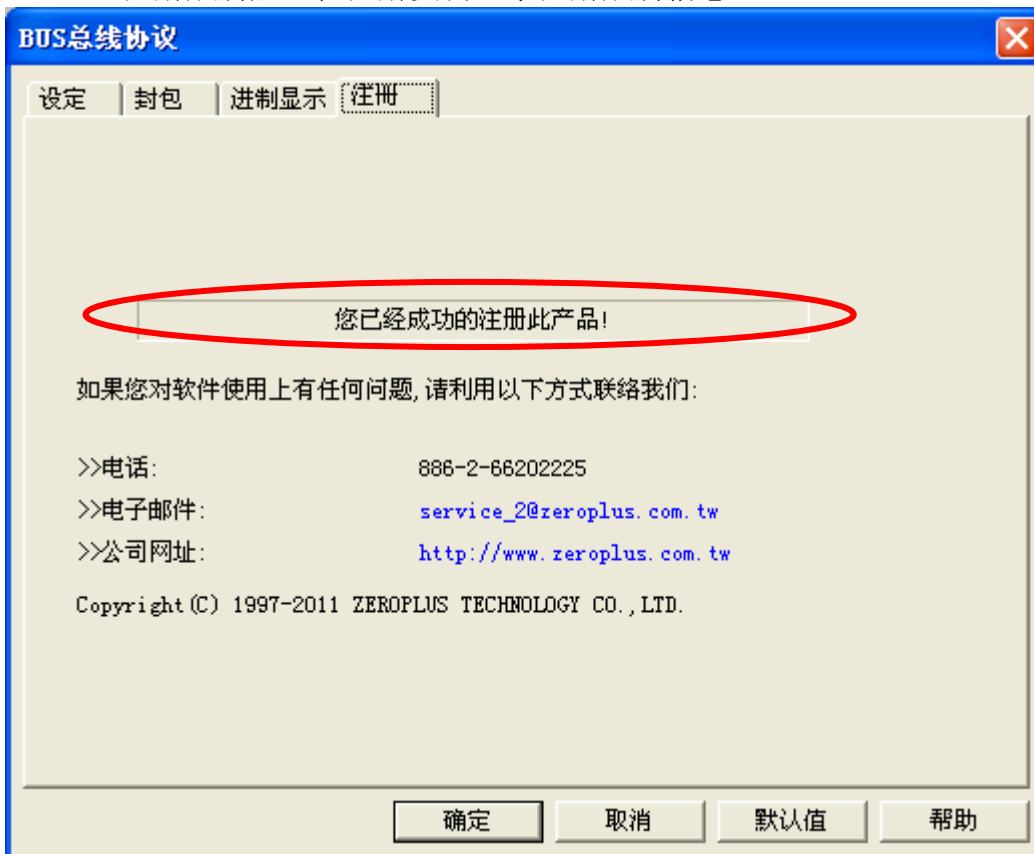 BUS总线协议
设定 封包 进制显示 注册
您已经成功的注册此产品!
如果您对软件使用上有任何问题,请利用以下方式联络我们:
>>电话: 886-2-66202225
>>电子邮件: service_2@zeroplus.com.tw
>>公司网址: http://www.zeroplus.com.tw
Copyright(C) 1997-2011 ZEROPLUS TECHNOLOGY CO.,LTD.
确定 取消 默认值 帮助